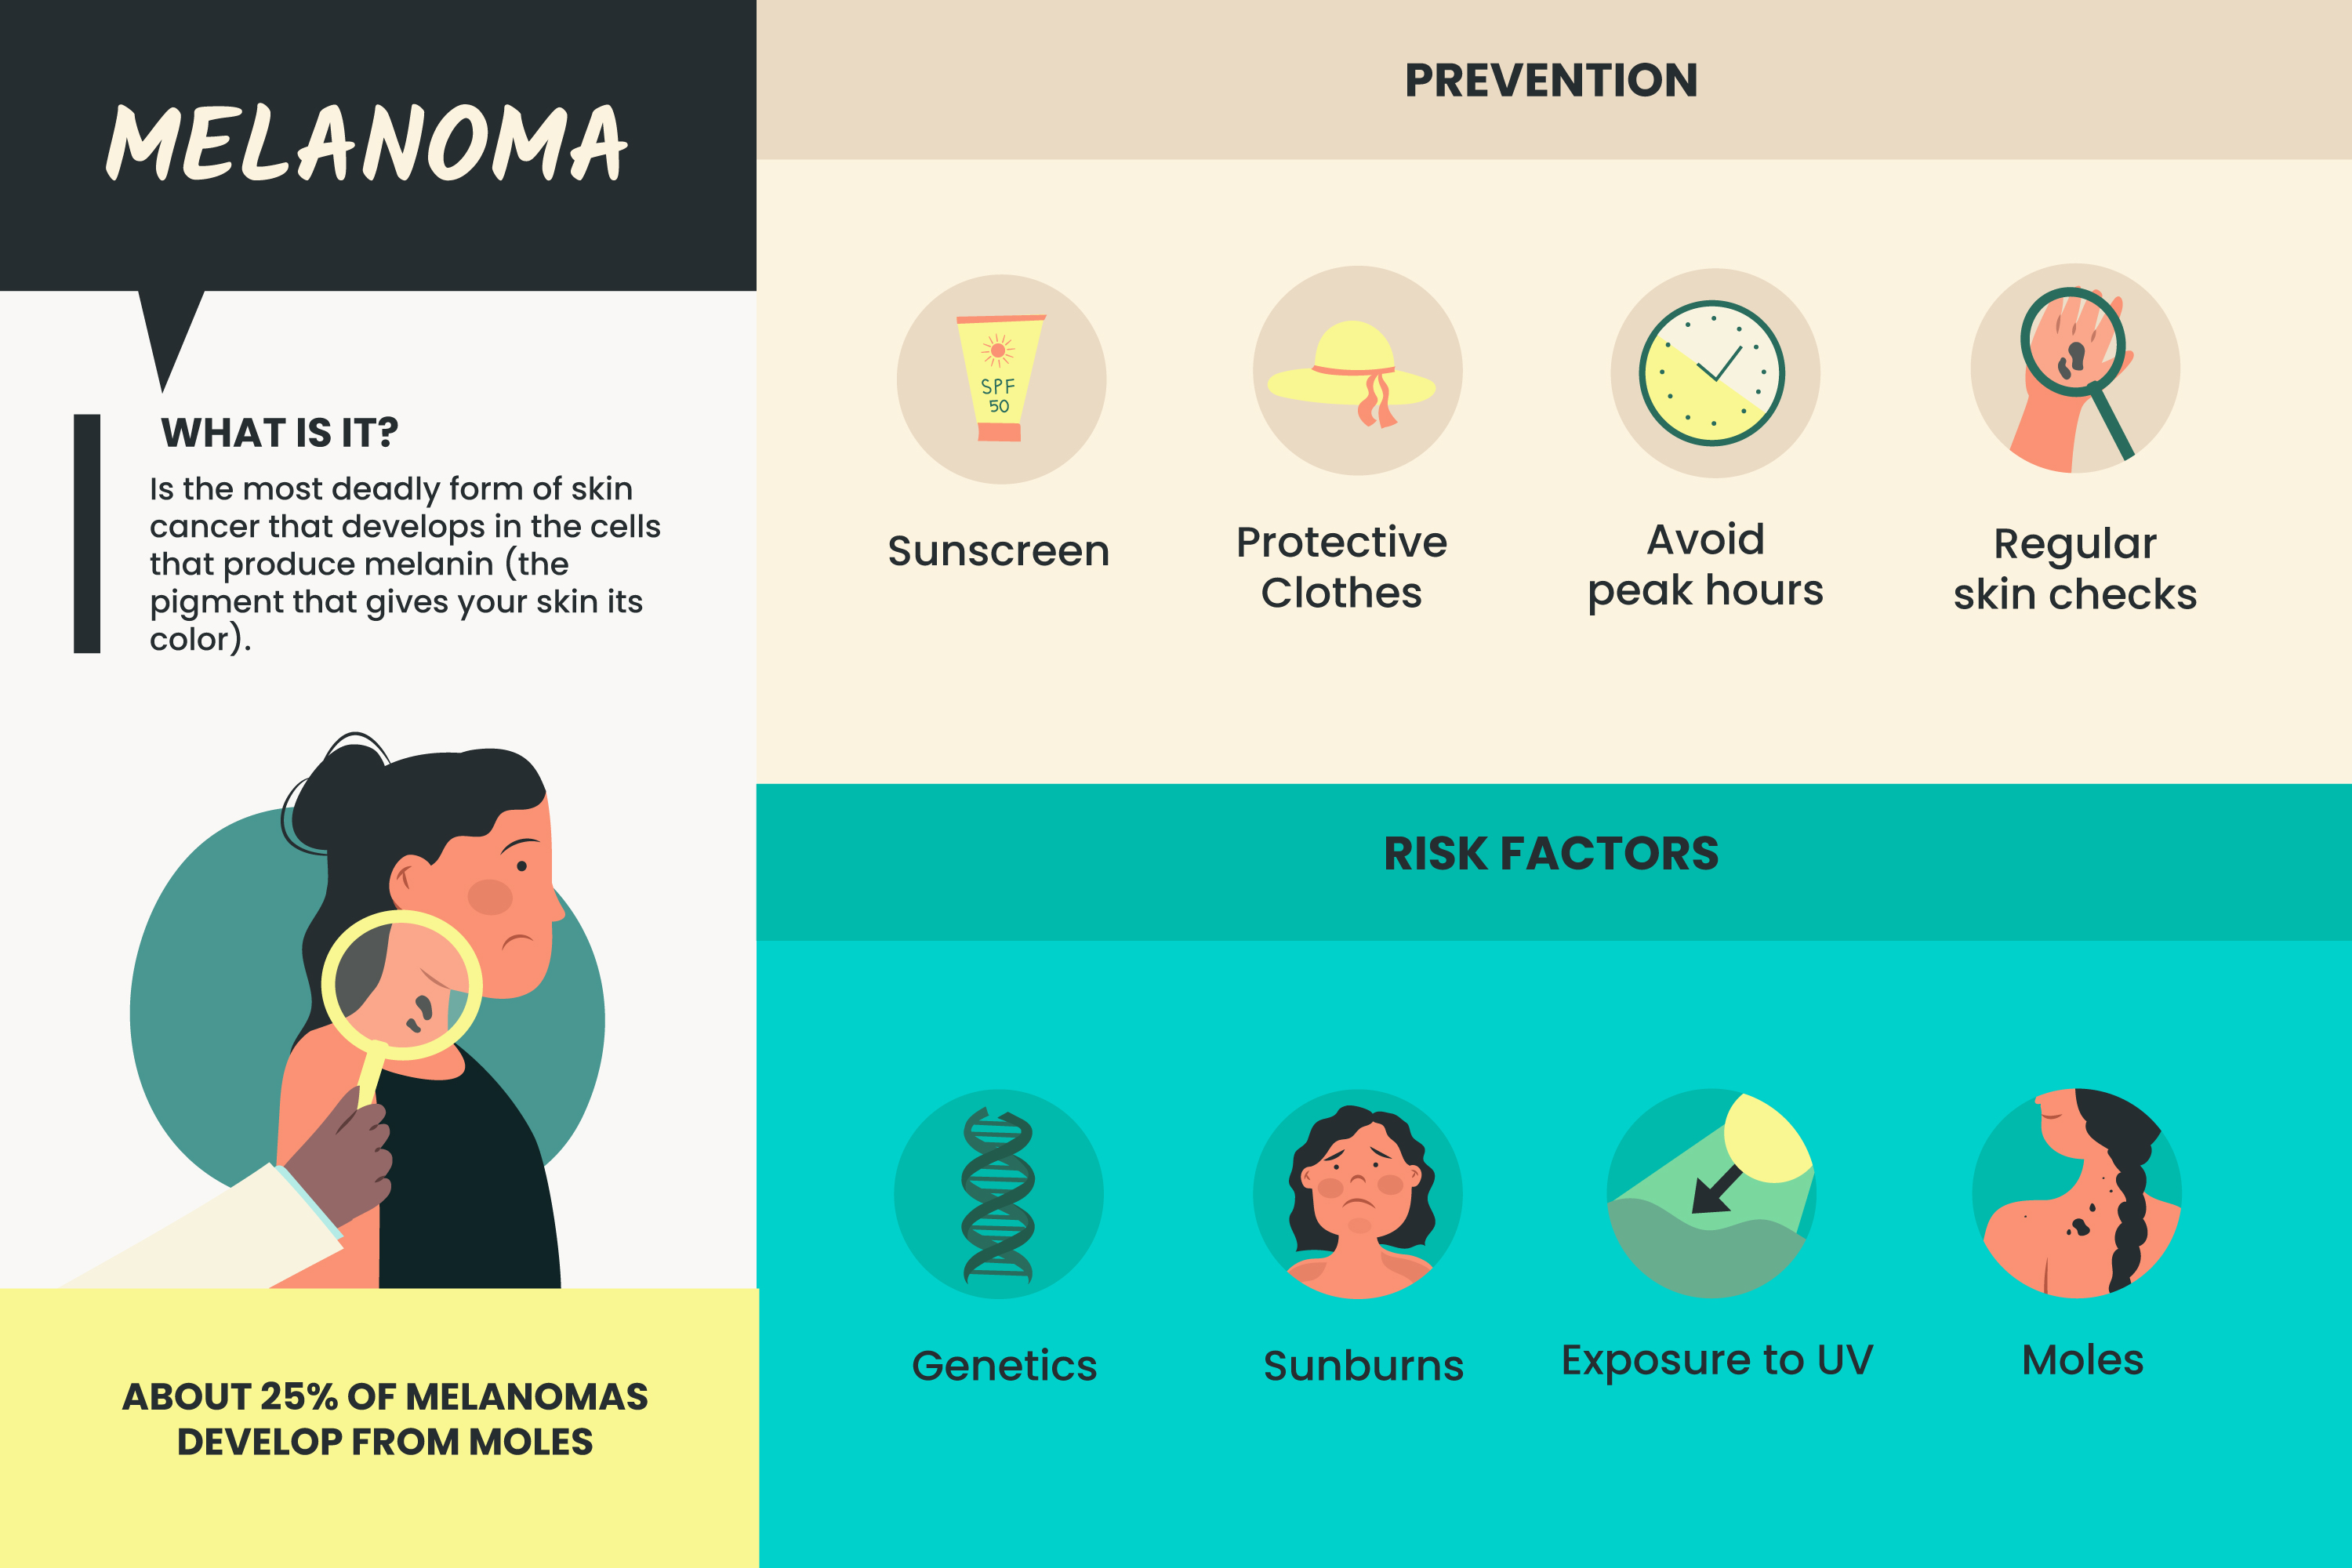 MELANOMA
WHAT IS IT?
Is the most deadly form of skin
cancer that develops in the cells
that produce melanin (the
pigment that gives your skin its
color).
ABOUT 25% OF MELANOMAS
DEVELOP FROM MOLES
PREVENTION
SPF
50
Sunscreen
Protective
Clothes
Avoid
peak hours
Regular
skin checks
RISK FACTORS
Genetics
Sunburns
Exposure to UV
Moles